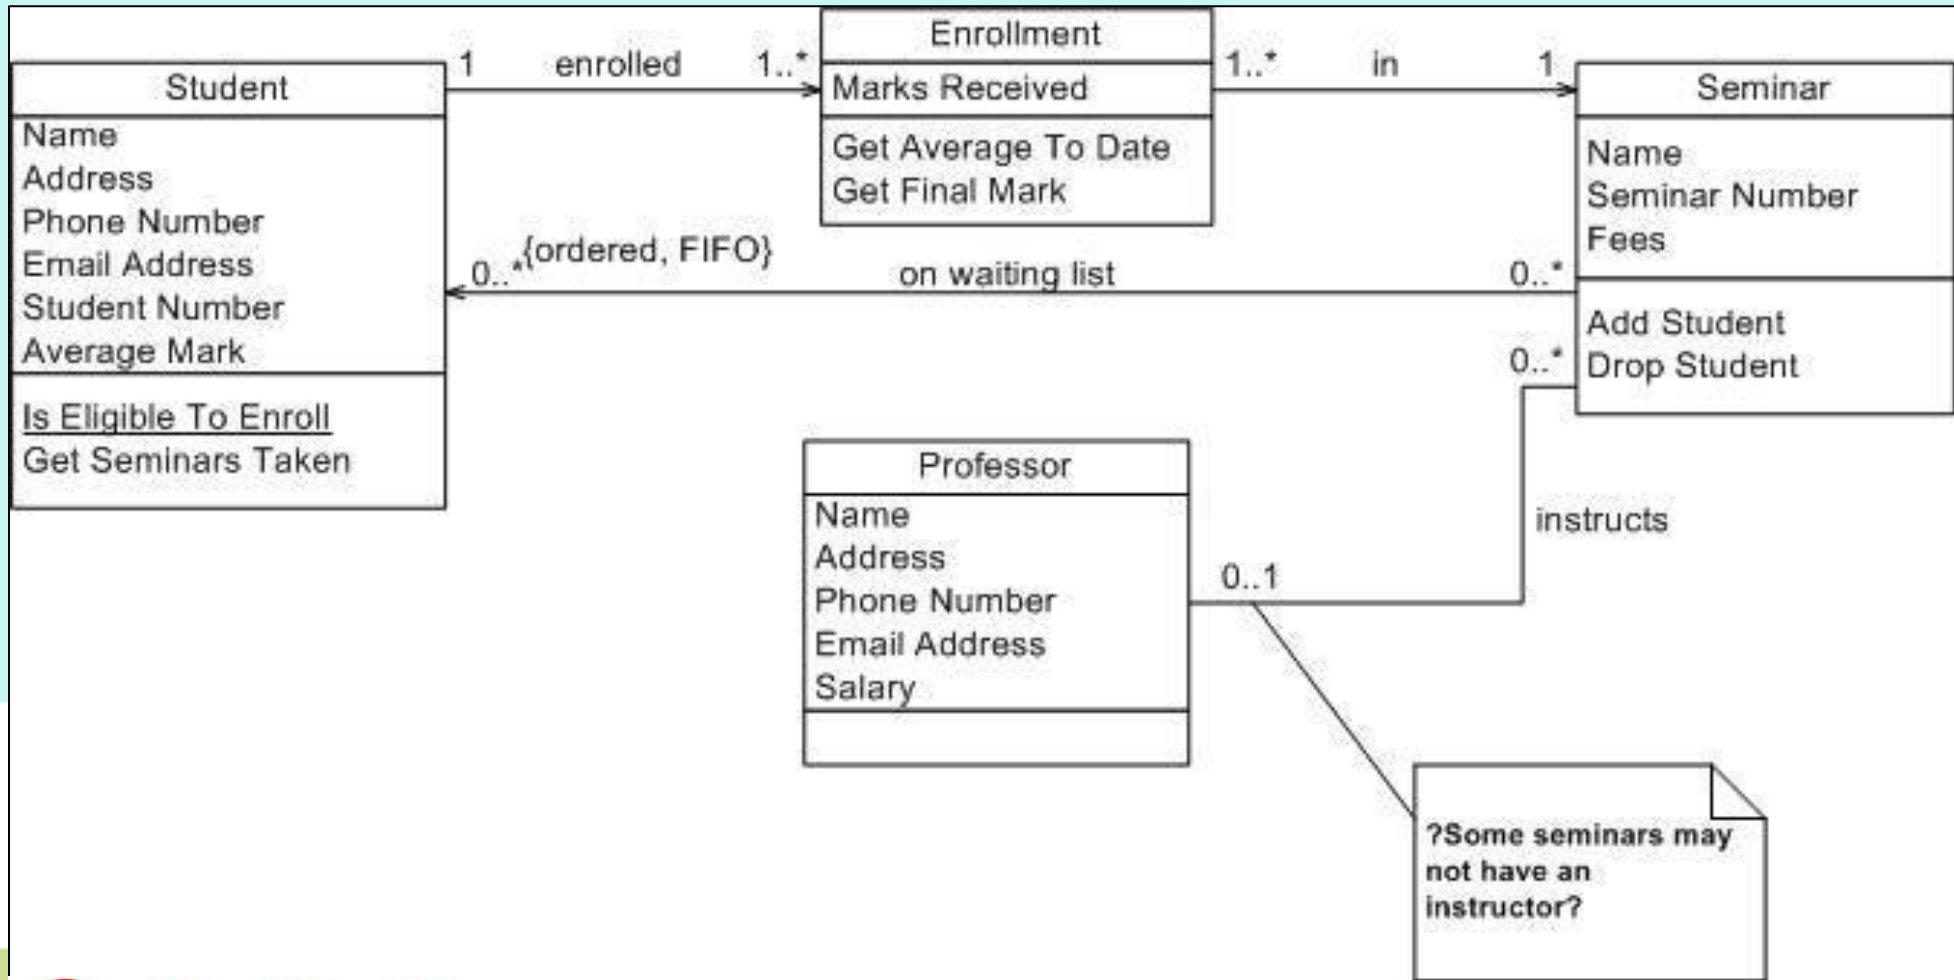 Enrollment
1
enrolled
1..*
Marks Received
1..*
in
1
Student
Seminar
Name
Address
Phone Number
Email Address
Student Number
Average Mark
Get Average To Date
Get Final Mark
Name
Seminar Number
Fees
{ordered, FIFO}
0..*
on waiting list
0..*
Add Student
Drop Student
0..*
Is Eligible To Enroll
Get Seminars Taken
Professor
Name
Address
Phone Number
Email Address
Salary
0..1
instructs
?Some seminars may
not have an
instructor?